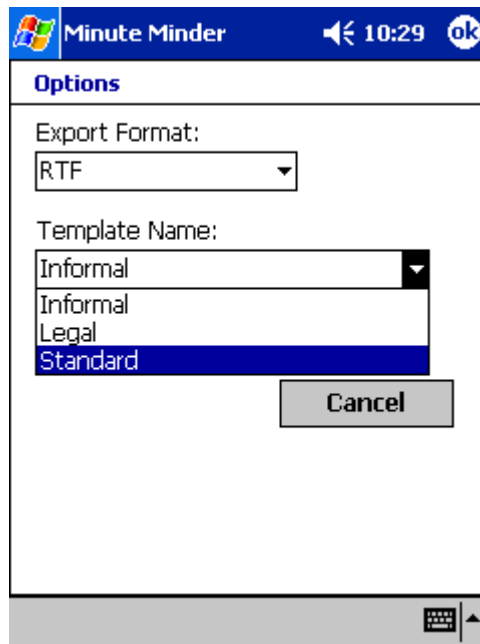 Minute Minder 10:29 ok
Options
Export Format:
RTF
Template Name:
Informal
Informal
Legal
Standard
Cancel